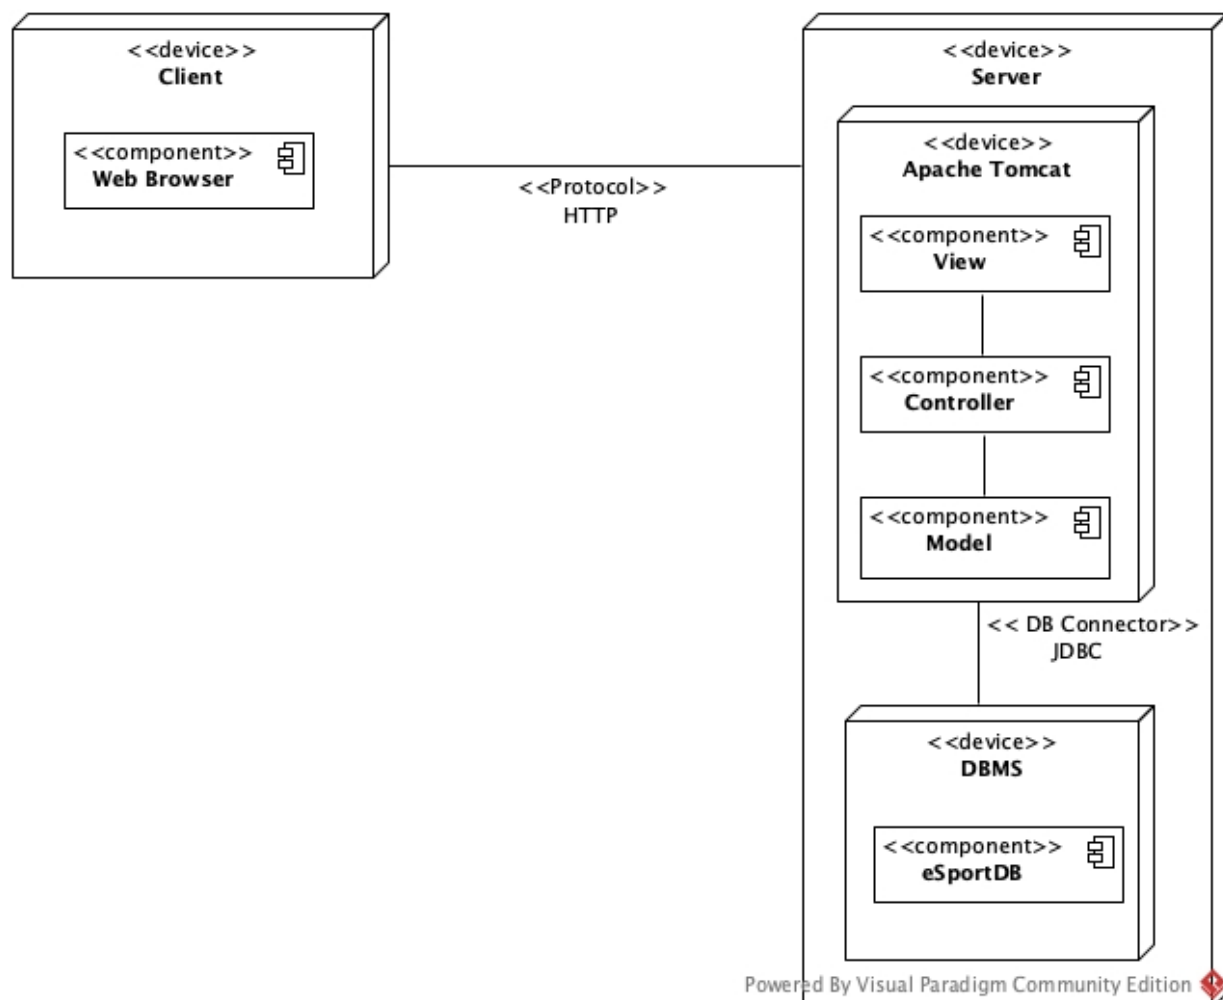 <<device>>
Client
<<component>>
Web Browser
<<Protocol>>
HTTP
<<device>>
Server
<<device>>
Apache Tomcat
<<component>>
View
<<component>>
Controller
<<component>>
Model
<< DB Connector>>
JDBC
<<device>>
DBMS
<<component>>
eSportDB
Powered By Visual Paradigm Community Edition